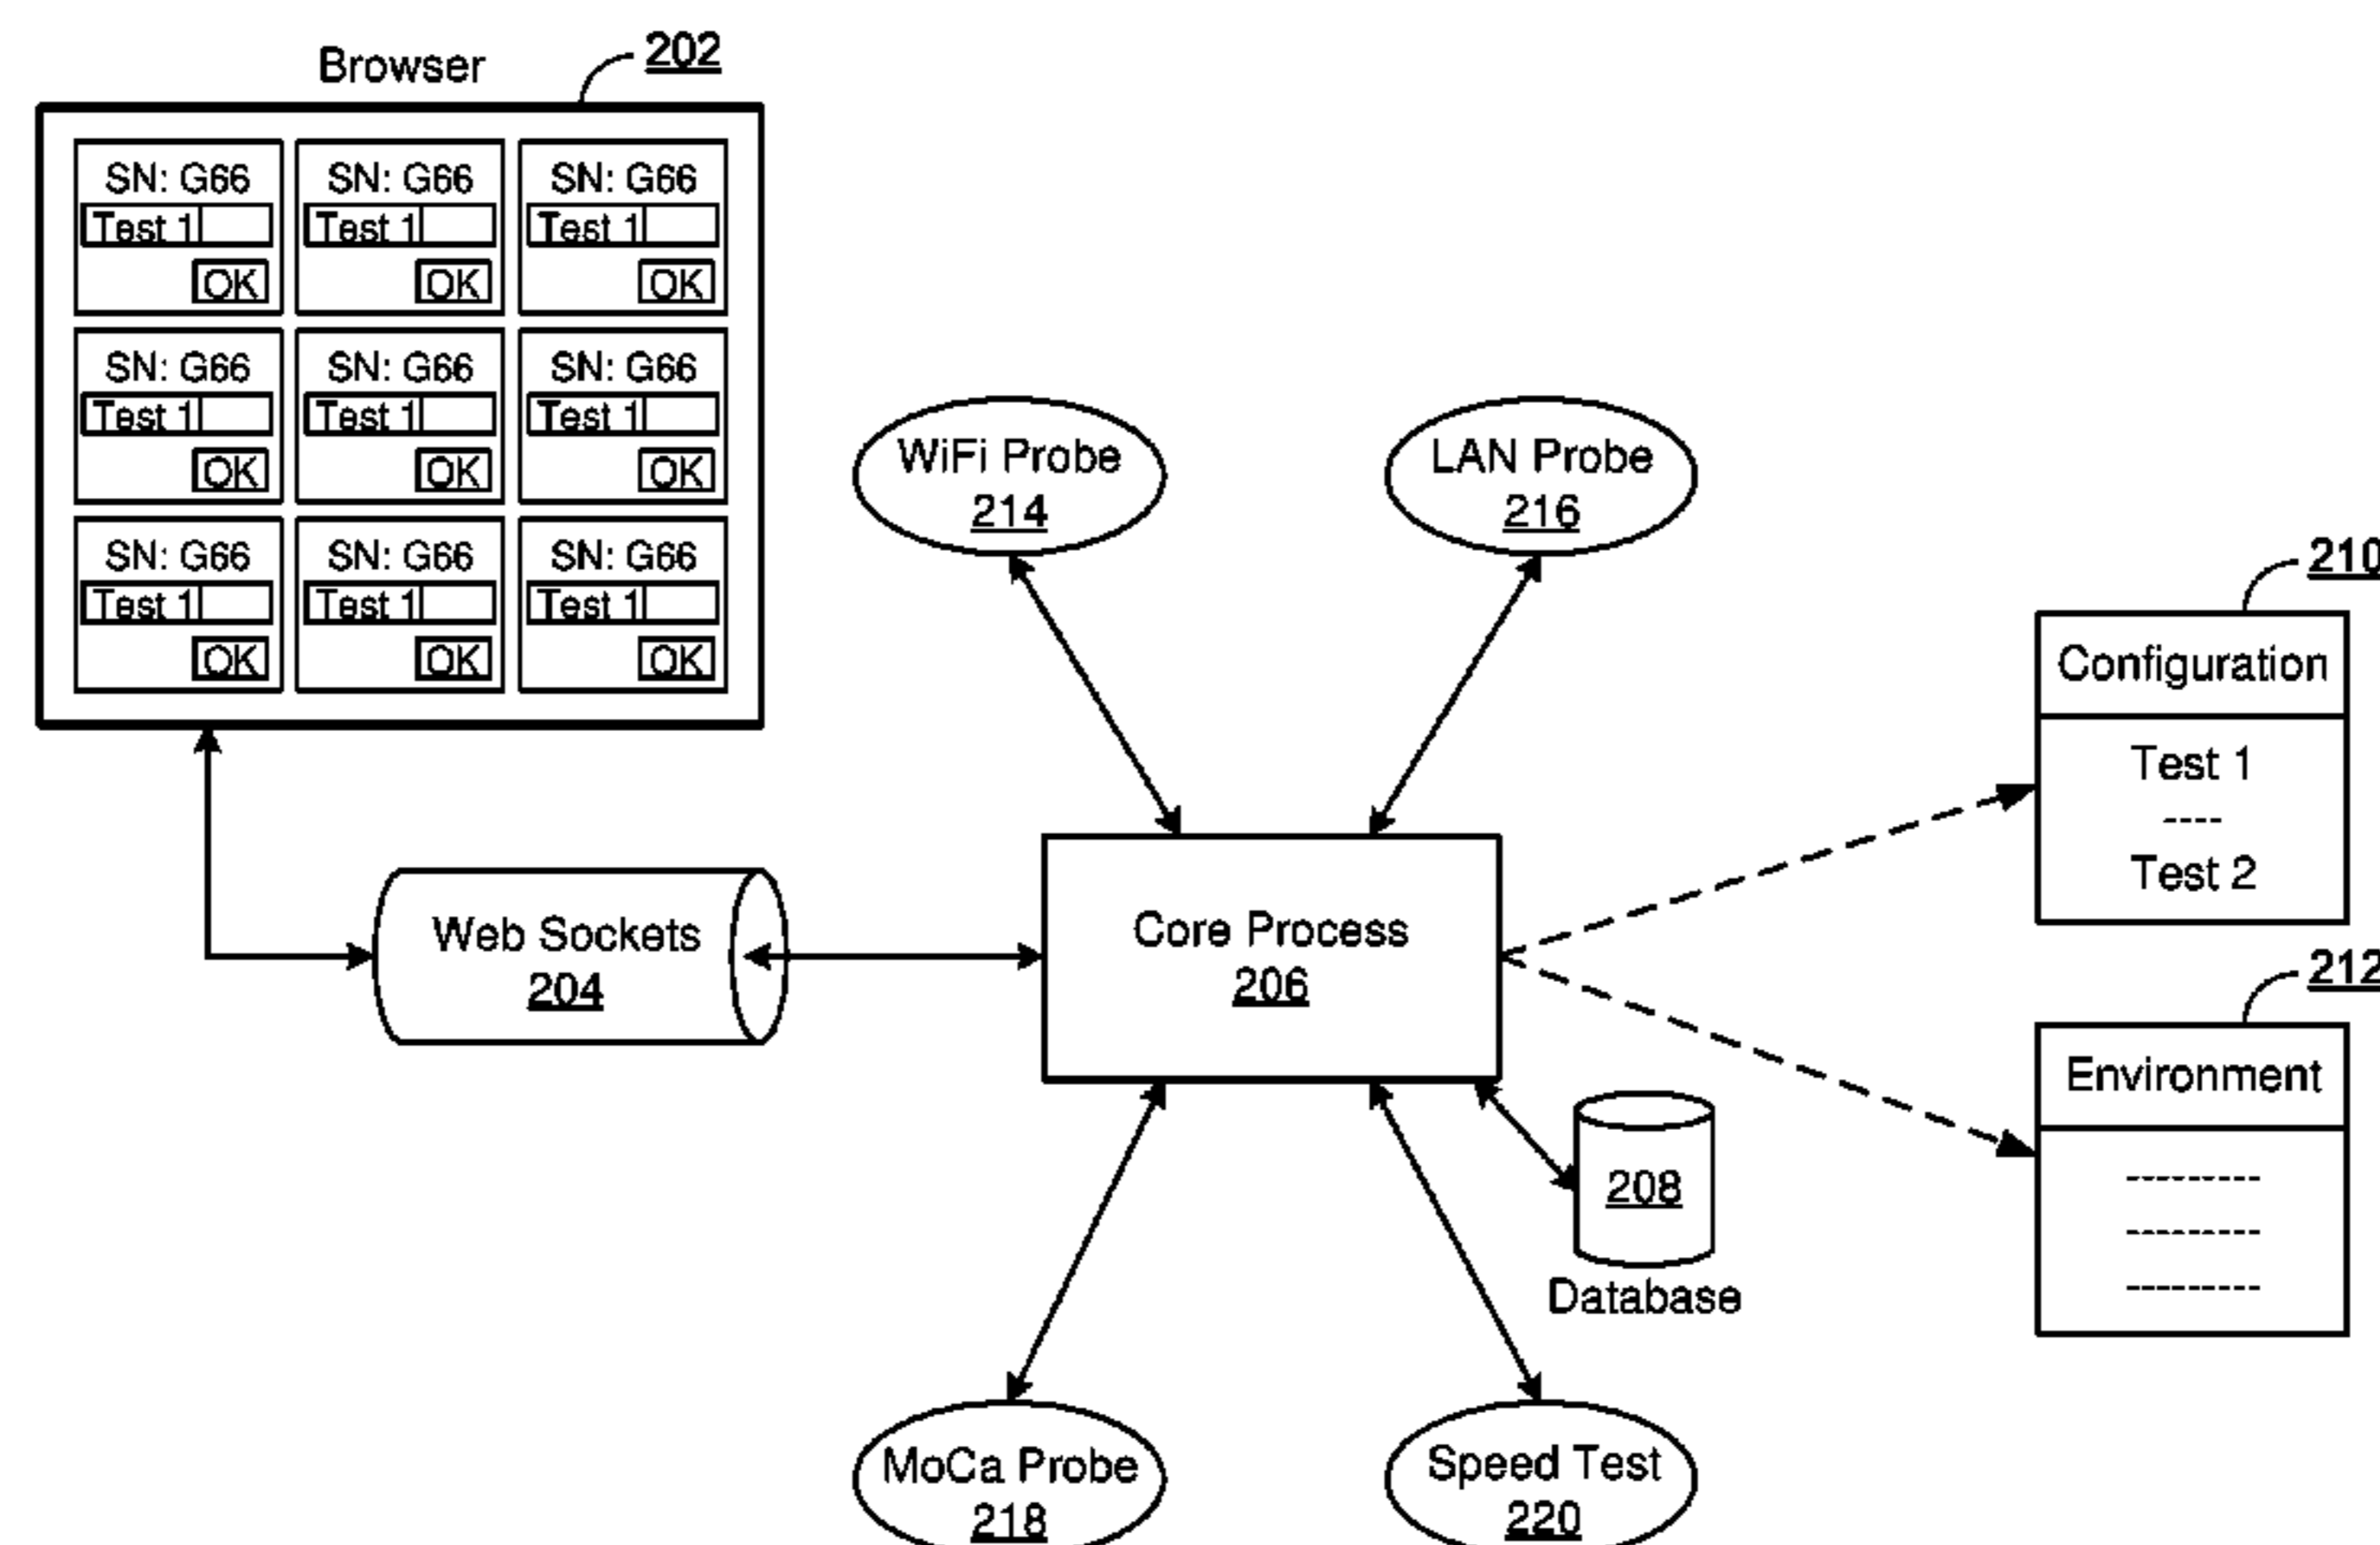 Browser
202
SN: G66 SN: G66 SN: G66
Test 1 Test 1 Test 1
OK OK OK
SN: G66 SN: G66 SN: G66
Test 1 Test 1 Test 1
OK OK OK
SN: G66 SN: G66 SN: G66
Test 1 Test 1 Test 1
OK OK OK
WiFi Probe
214
LAN Probe
216
210
Configuration
Test 1
----
Test 2
Web Sockets
204
Core Process
206
212
Environment
---------
---------
---------
208
Database
MoCa Probe
218
Speed Test
220